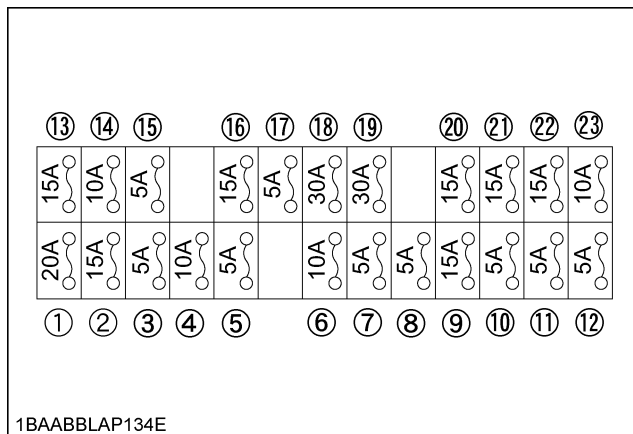 ⑬ ⑭ ⑮ ⑯ ⑰ ⑱ ⑲ ⑳ ㉑ ㉒ ㉓
15A 10A 5A 15A 5A 30A 30A 15A 15A 15A 10A
20A 15A 5A 10A 5A 10A 5A 5A 15A 5A 5A 5A
① ② ③ ④ ⑤ ⑥ ⑦ ⑧ ⑨ ⑩ ⑪ ⑫
1BAABBLAP134E